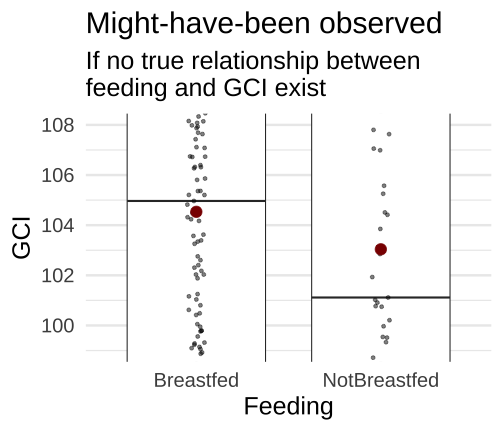 Might-have-been observed
If no true relationship between
feeding and GCI exist
108
106
104
102
100
GCI
Breastfed
NotBreastfed
Feeding